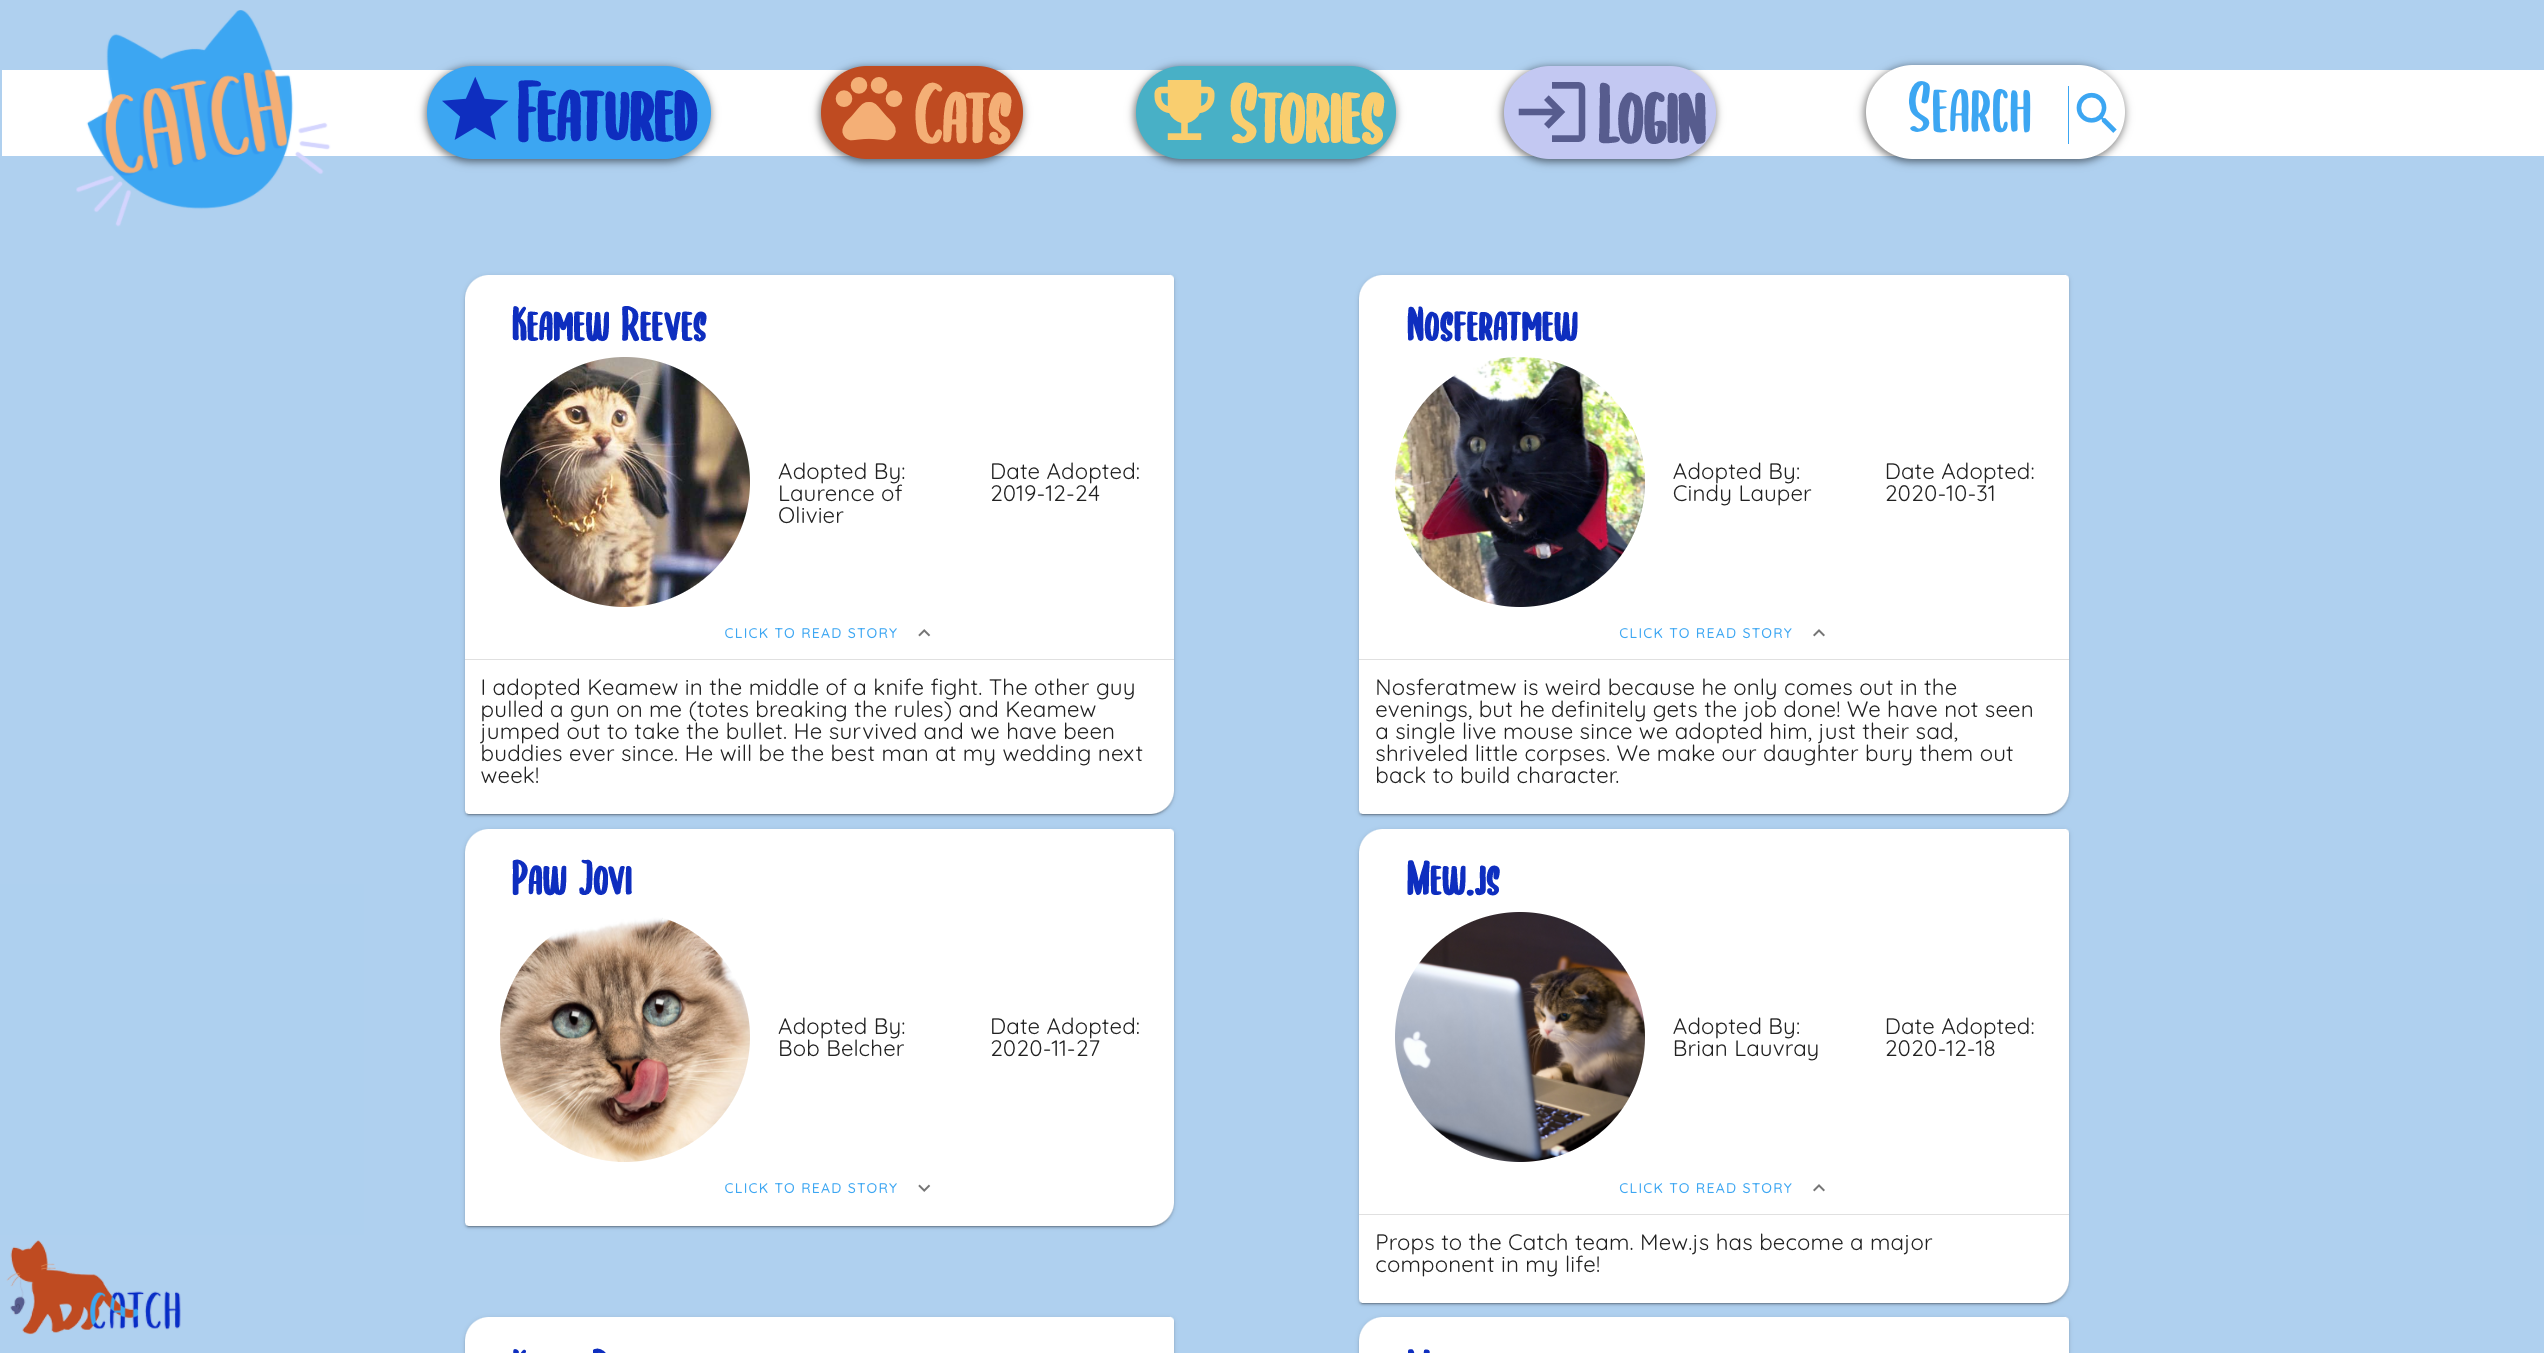 CATCH
Featured
Cats
Stories
Login
Search
Keamew Reeves
Adopted By:
Laurence of
Olivier
Date Adopted:
2019-12-24
CLICK TO READ STORY
I adopted Keamew in the middle of a knife fight. The other guy
pulled a gun on me (totes breaking the rules) and Keamew
jumped out to take the bullet. He survived and we have been
buddies ever since. He will be the best man at my wedding next
week!
Nosferatmew
Adopted By:
Cindy Lauper
Date Adopted:
2020-10-31
CLICK TO READ STORY
Nosferatmew is weird because he only comes out in the
evenings, but he definitely gets the job done! We have not seen
a single live mouse since we adopted him, just their sad,
shriveled little corpses. We make our daughter bury them out
back to build character.
Paw Jovi
Adopted By:
Bob Belcher
Date Adopted:
2020-11-27
CLICK TO READ STORY
Mew.js
Adopted By:
Brian Lauvray
Date Adopted:
2020-12-18
CLICK TO READ STORY
Props to the Catch team. Mew.js has become a major
component in my life!
CATCH